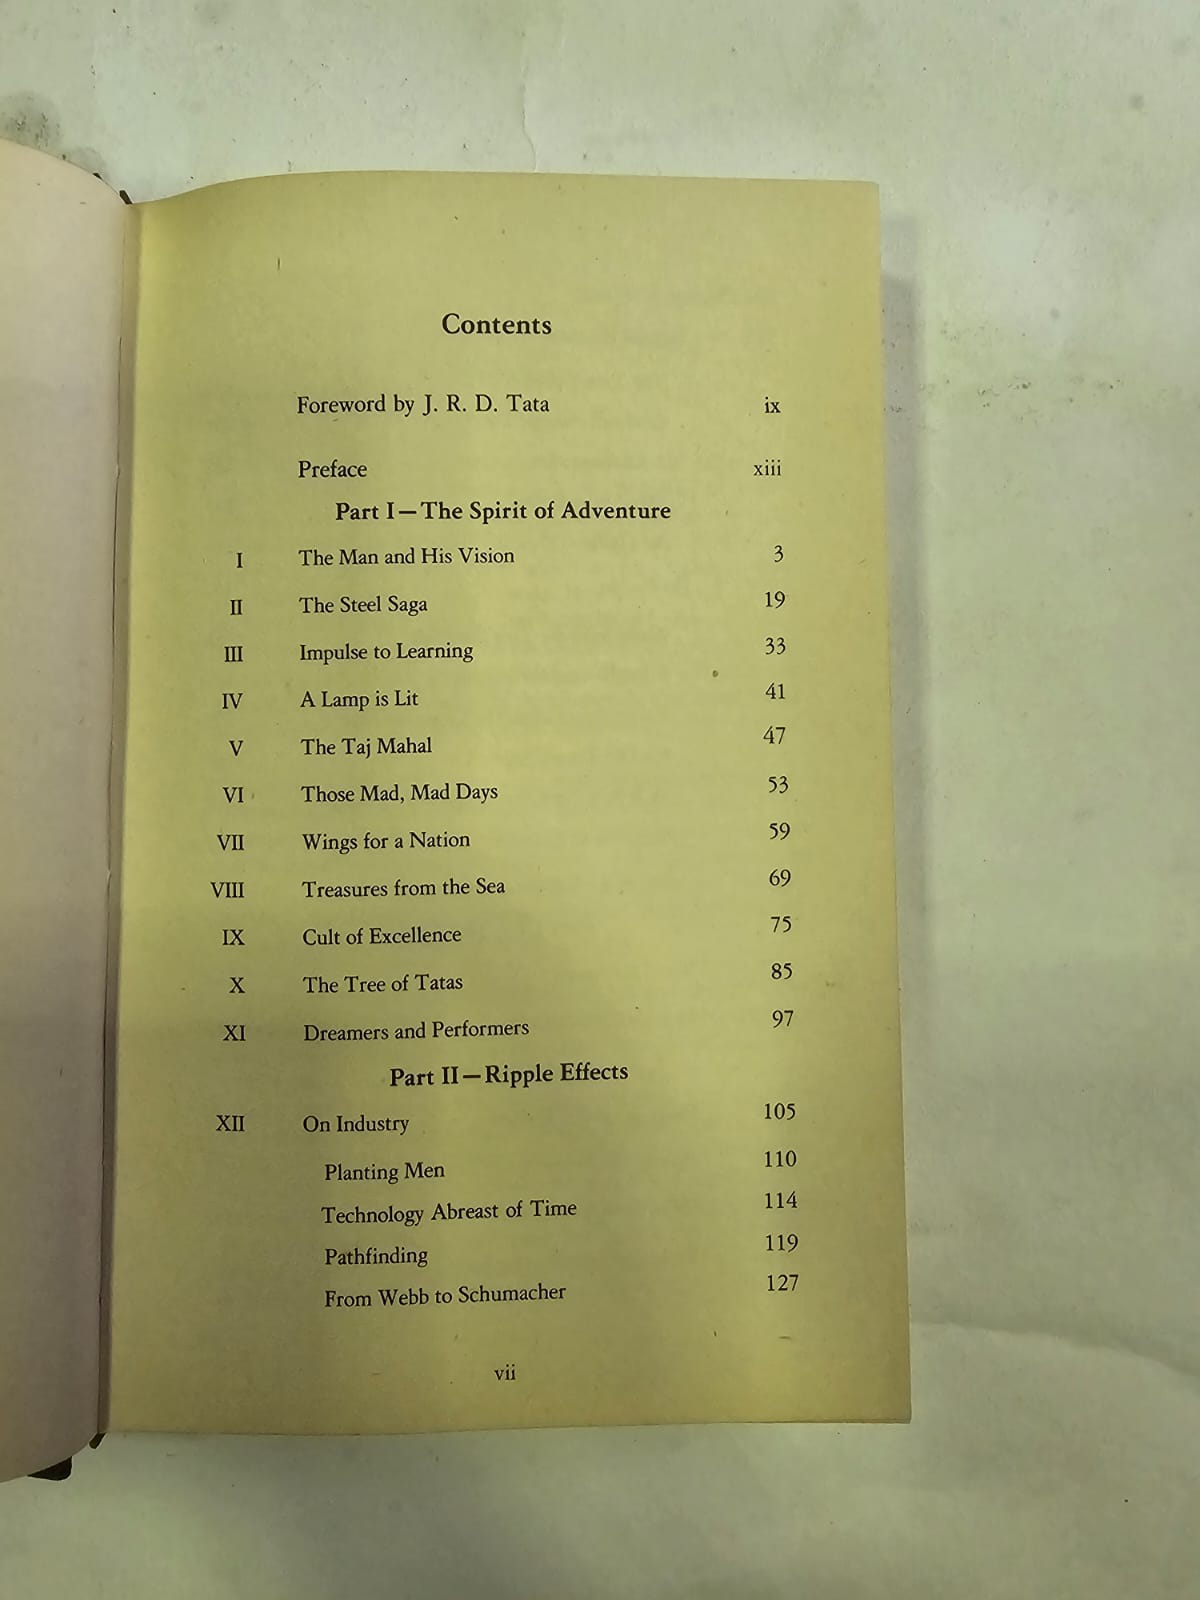 Contents
Foreword by J. R. D. Tata ix
Preface xiii
Part I—The Spirit of Adventure
I The Man and His Vision 3
II The Steel Saga 19
III Impulse to Learning 33
IV A Lamp is Lit 41
V The Taj Mahal 47
VI Those Mad, Mad Days 53
VII Wings for a Nation 59
VIII Treasures from the Sea 69
IX Cult of Excellence 75
X The Tree of Tatas 85
XI Dreamers and Performers 97
Part II—Ripple Effects
XII On Industry 105
Planting Men 110
Technology Abreast of Time 114
Pathfinding 119
From Webb to Schumacher 127
vii